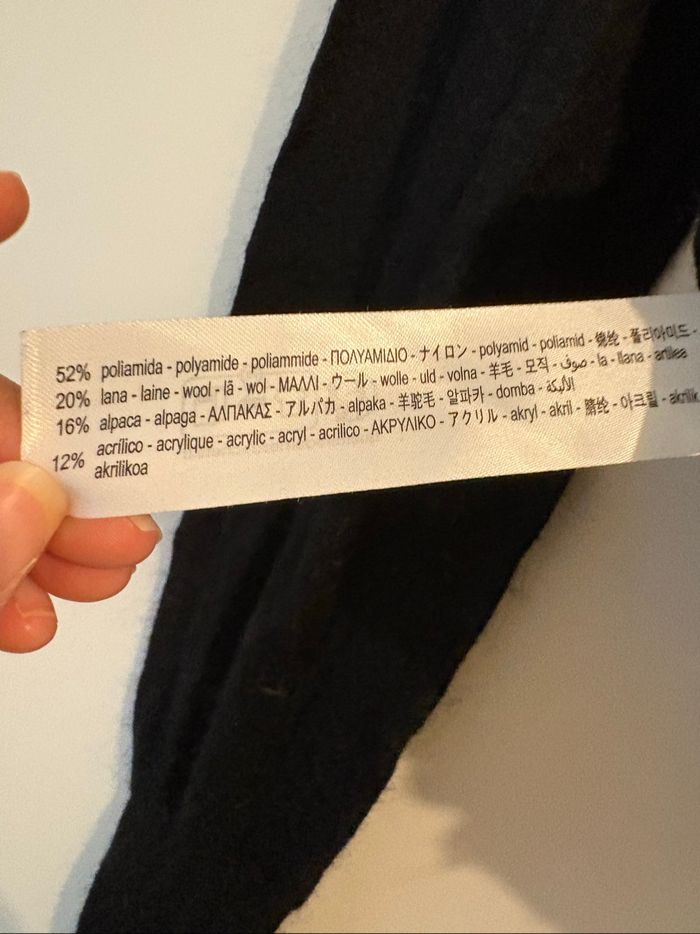 52% poliamida - polyamide - poliammide - ΠΟΛΥΑΜΙΔΙΟ - ナイロン - polyamid - poliamid - 锦纶 - 폴리아미드 -
20% lana - laine - wool - lã - wol - ΜΑΛΛΙ - ウール - wolle - uld - volna - 羊毛 - 모직 - صوف - la - llana - artilea
16% alpaca - alpaga - ΑΛΠΑΚΑΣ - アルパカ - alpaka - 羊驼毛 - 알파카 - domba -
12% acrílico - acrylique - acrylic - acryl - acrilico - ΑΚΡΥΛΙΚΟ - アクリル - akryl - akril - 腈纶 - 아크릴 - akrilik
akrilikoa